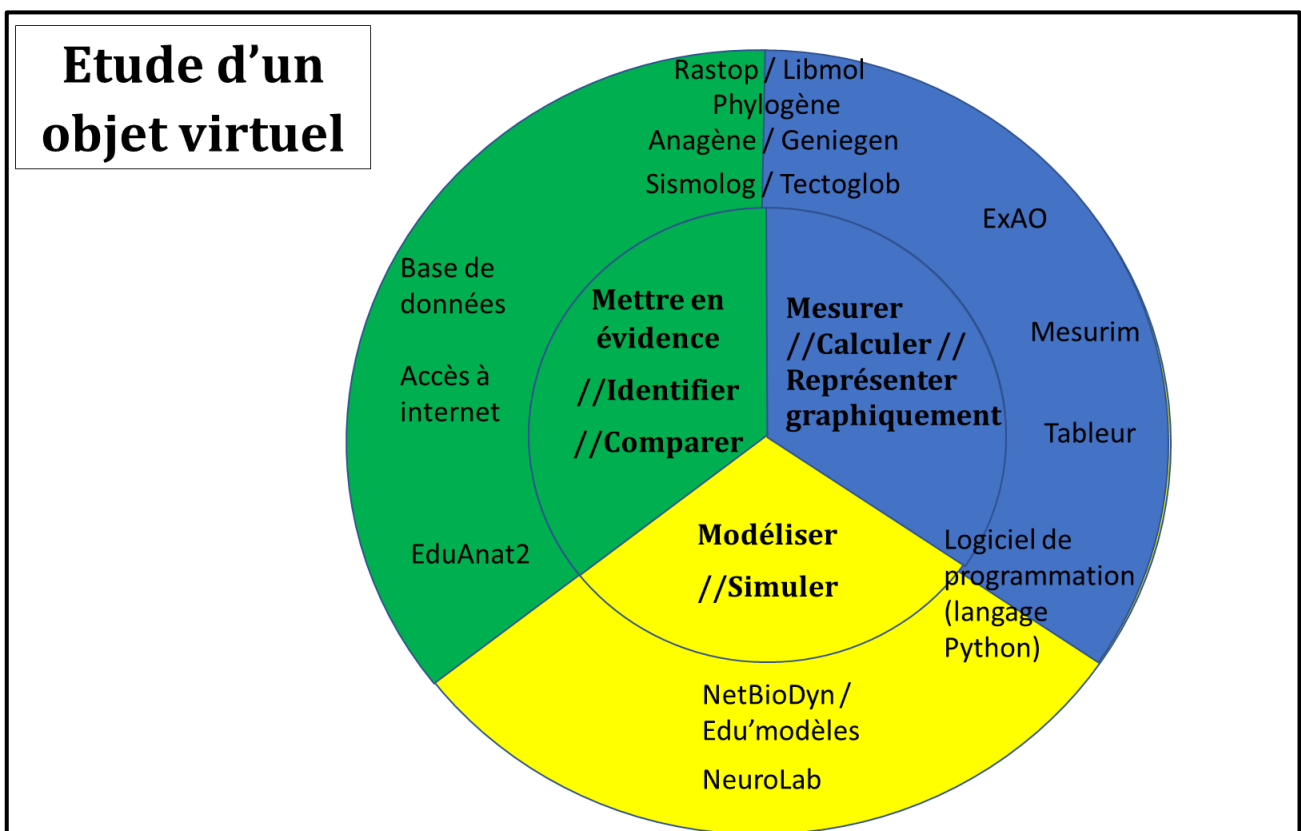 Etude d’un
objet virtuel
Rastop / Libmol
Phylogène
Anagène / Geniegen
Sismolog / Tectoglob
ExAO
Mesurim
Tableur
Logiciel de
programmation
(langage
Python)
Base de
données
Accès à
internet
EduAnat2
Mettre en
évidence
//Identifier
//Comparer
Mesurer
//Calculer //
Représenter
graphiquement
Modéliser
//Simuler
NetBioDyn /
Edu’modèles
NeuroLab